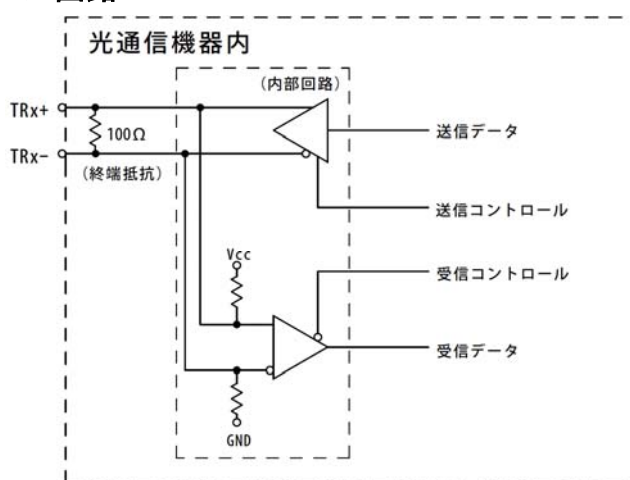 光通信機器内
(内部回路)
TRx+
100Ω
送信データ
TRx-
(終端抵抗)
送信コントロール
Vcc
受信コントロール
受信データ
GND